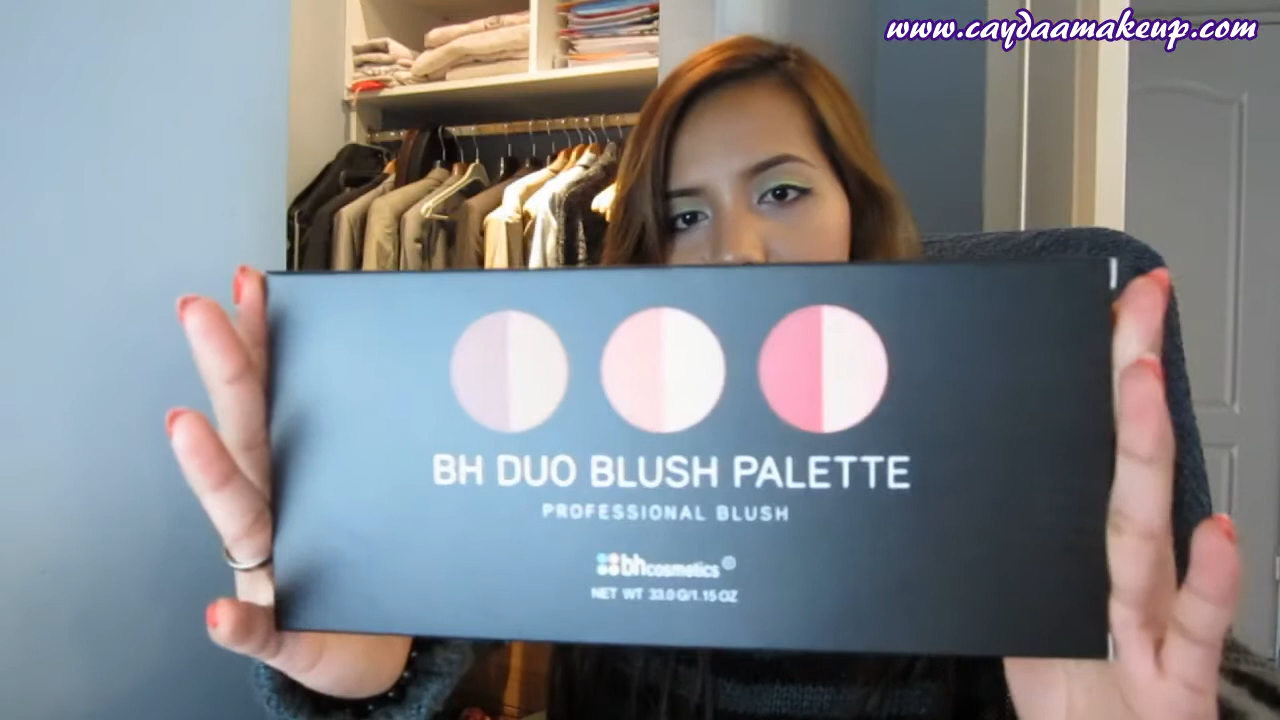 www.caydaamakeup.com
BH DUO BLUSH PALETTE
PROFESSIONAL BLUSH
bhcosmetics®
NET WT 33.0 G/1.15 OZ